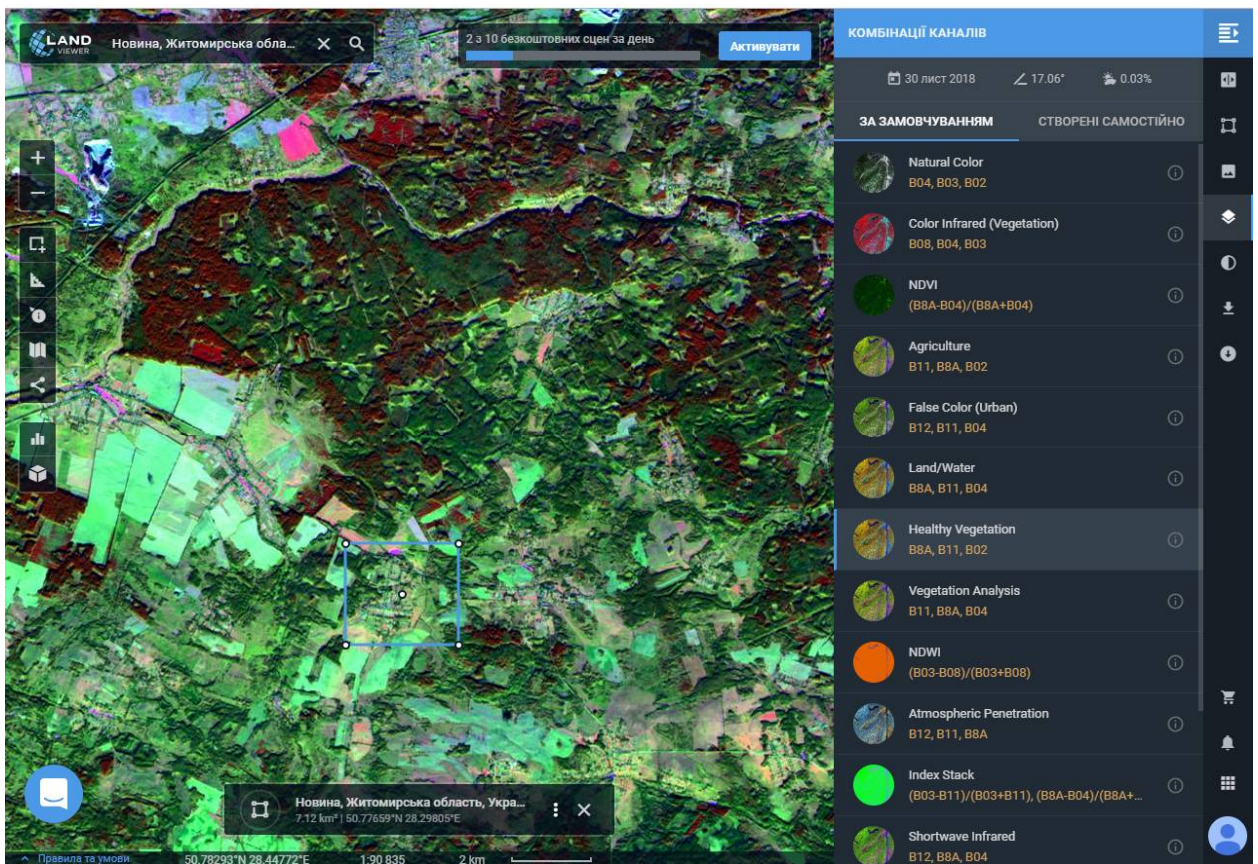 LAND
VIEWER
Новина, Житомирська обла...
2 з 10 безкоштовних сцен за день
Активувати
КОМБІНАЦІЇ КАНАЛІВ
30 лист 2018
17.06°
0.03%
ЗА ЗАМОВЧУВАННЯМ
СТВОРЕНІ САМОСТІЙНО
Natural Color
B04, B03, B02
Color Infrared (Vegetation)
B08, B04, B03
NDVI
(B8A-B04)/(B8A+B04)
Agriculture
B11, B8A, B02
False Color (Urban)
B12, B11, B04
Land/Water
B8A, B11, B04
Healthy Vegetation
B8A, B11, B02
Vegetation Analysis
B11, B8A, B04
NDWI
(B03-B08)/(B03+B08)
Atmospheric Penetration
B12, B11, B8A
Index Stack
(B03-B11)/(B03+B11), (B8A-B04)/(B8A+...
Shortwave Infrared
B12, B8A, B04
Новина, Житомирська область, Укра...
7.12 km² | 50.77659°N 28.29805°E
Правила та умови
50.78293°N 28.44772°E
1:90 835
2 km